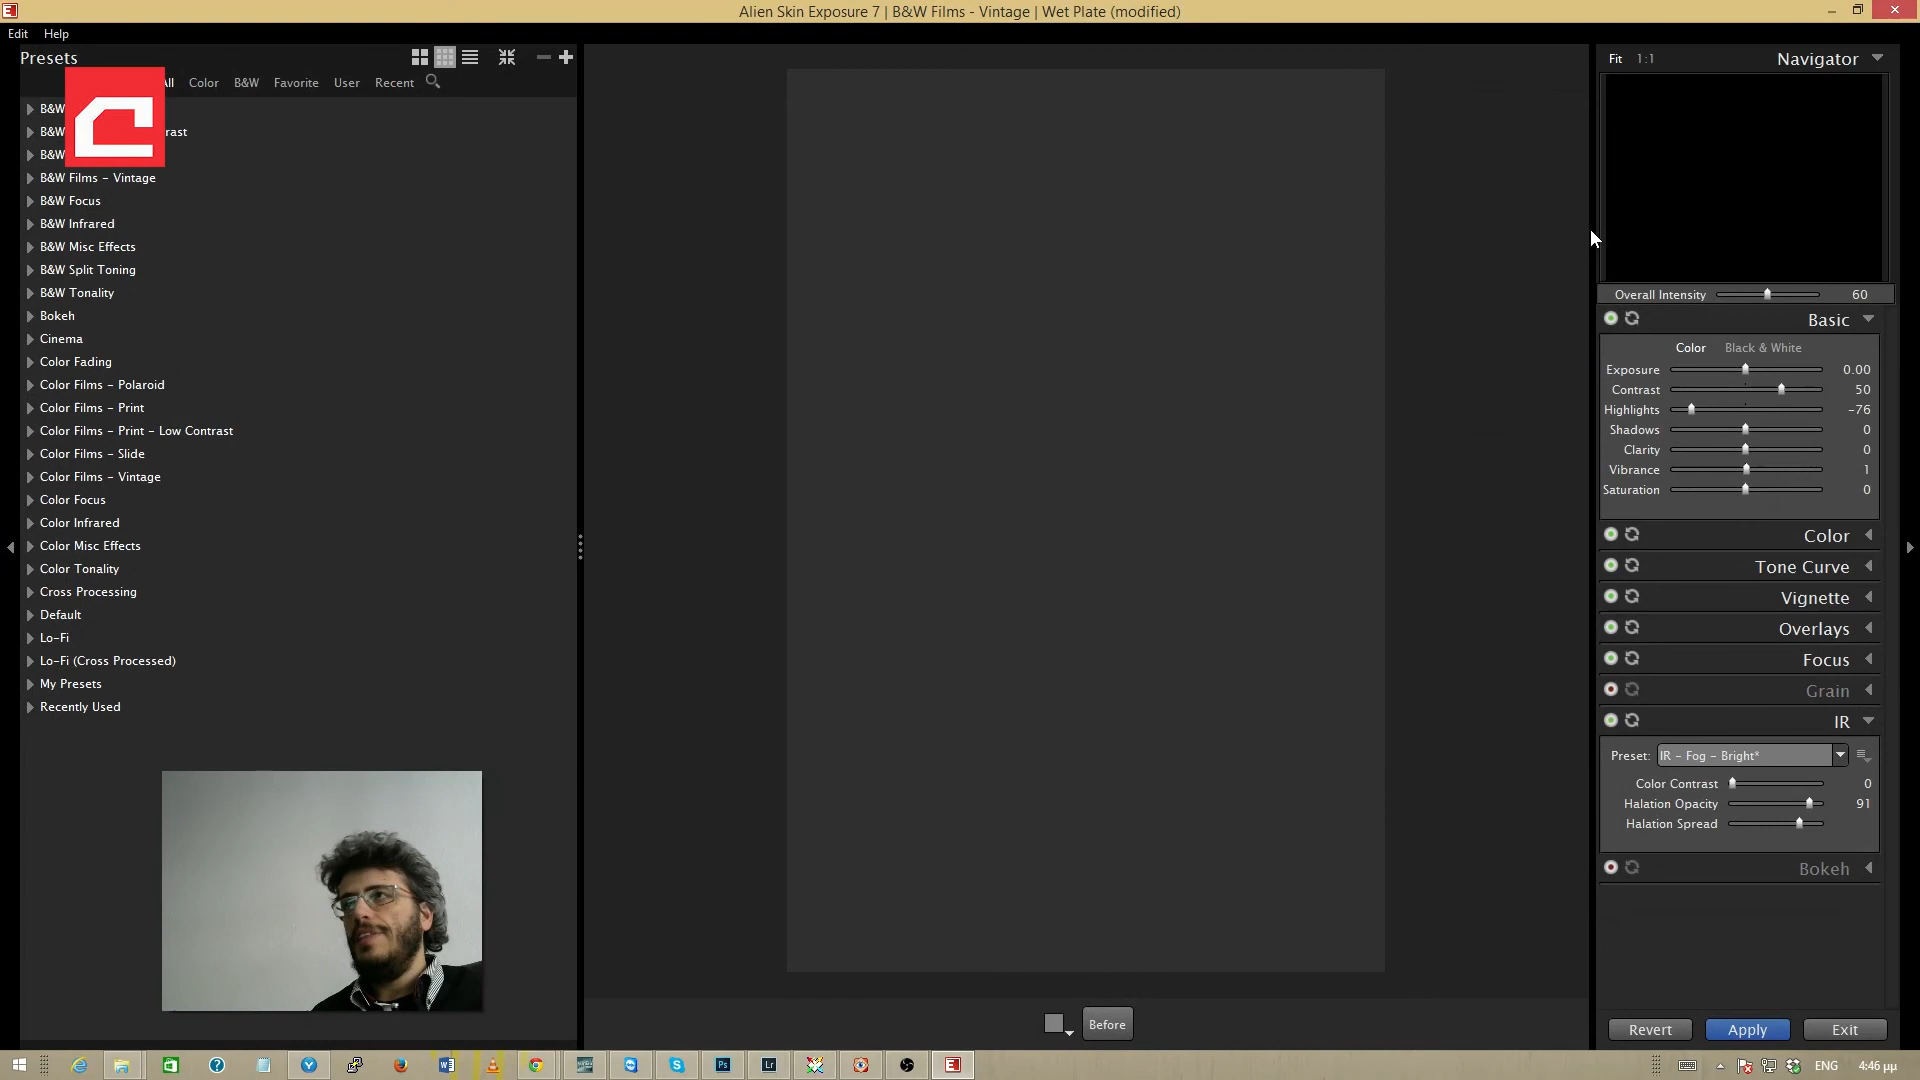 Alien Skin Exposure 7 | B&W Films - Vintage | Wet Plate (modified)
Edit Help
Presets
Color B&W Favorite User Recent
B&W
B&W
B&W
B&W Films - Vintage
B&W Focus
B&W Infrared
B&W Misc Effects
B&W Split Toning
B&W Tonality
Bokeh
Cinema
Color Fading
Color Films - Polaroid
Color Films - Print
Color Films - Print - Low Contrast
Color Films - Slide
Color Films - Vintage
Color Focus
Color Infrared
Color Misc Effects
Color Tonality
Cross Processing
Default
Lo-Fi
Lo-Fi (Cross Processed)
My Presets
Recently Used
Before
Fit 1:1 Navigator
Overall Intensity 60
Basic
Color Black & White
Exposure 0.00
Contrast 50
Highlights -76
Shadows 0
Clarity 0
Vibrance 1
Saturation 0
Color
Tone Curve
Vignette
Overlays
Focus
Grain
IR
Preset: IR - Fog - Bright*
Color Contrast 0
Halation Opacity 91
Halation Spread
Bokeh
Revert Apply Exit
Ps Lr ENG 4:46 μμ